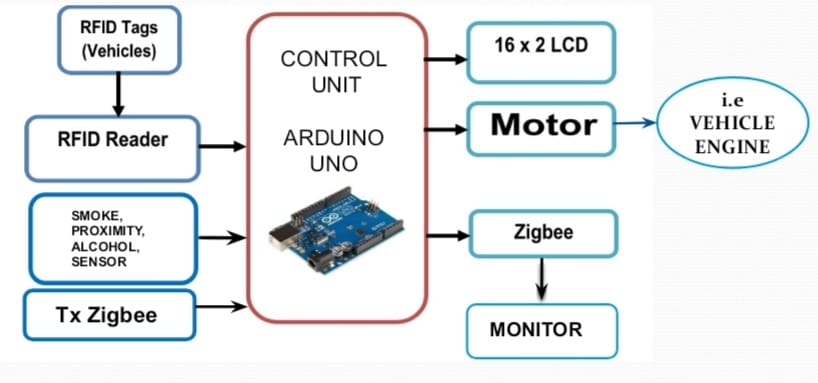 RFID Tags
(Vehicles)
RFID Reader
SMOKE,
PROXIMITY,
ALCOHOL,
SENSOR
Tx Zigbee
CONTROL
UNIT
ARDUINO
UNO
16 x 2 LCD
Motor
i.e
VEHICLE
ENGINE
Zigbee
MONITOR